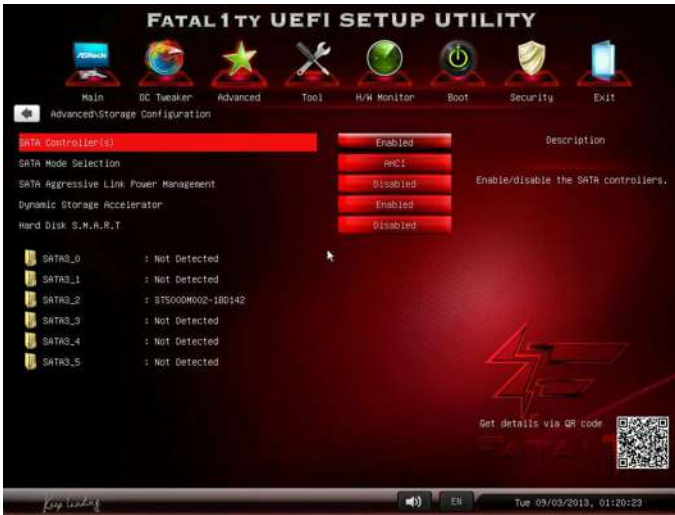 FATAL1TY UEFI SETUP UTILITY
ASRock
Main OC Tweaker Advanced Tool H/W Monitor Boot Security Exit
Advanced\Storage Configuration
SATA Controller(s) Enabled
Description
SATA Mode Selection AHCI
SATA Aggressive Link Power Management Disabled
Enable/disable the SATA controllers.
Dynamic Storage Accelerator Enabled
Hard Disk S.M.A.R.T Disabled
SATA3_0 : Not Detected
SATA3_1 : Not Detected
SATA3_2 : ST500DM002-1BD142
SATA3_3 : Not Detected
SATA3_4 : Not Detected
SATA3_5 : Not Detected
Get details via QR code
Keep Leading
EN
Tue 09/03/2013, 01:20:23